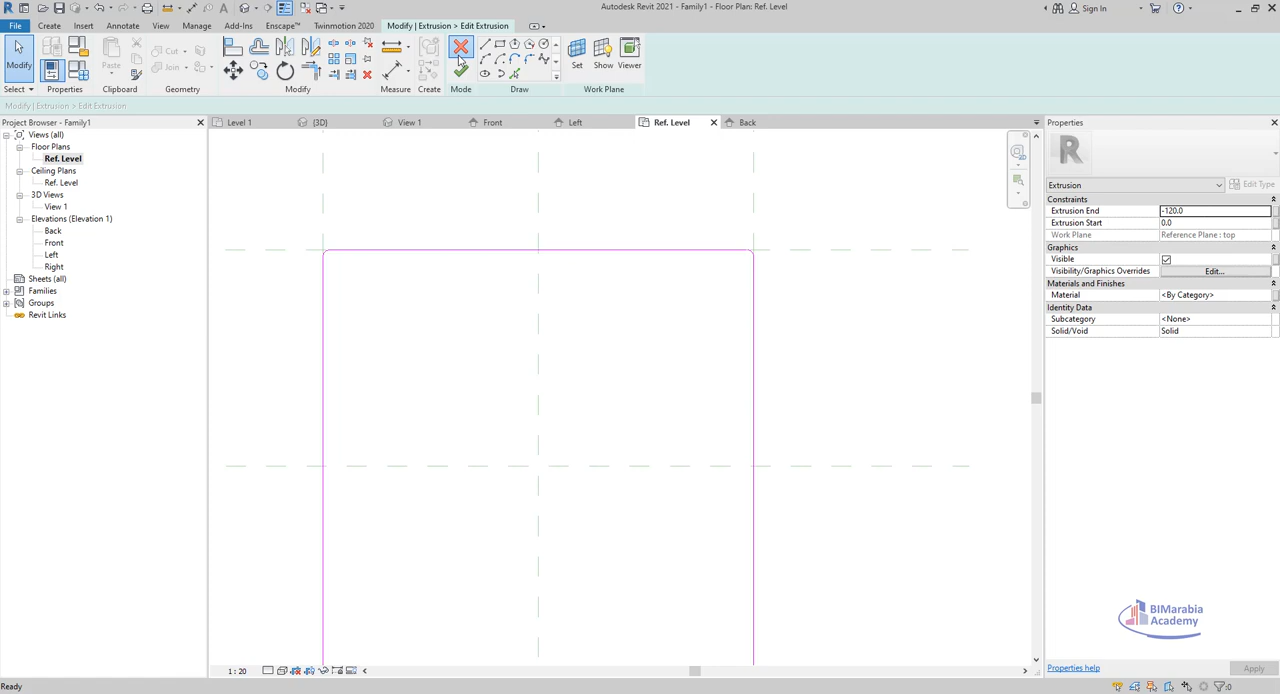 Autodesk Revit 2021 - Family1 - Floor Plan: Ref. Level
Sign In
File Create Insert Annotate View Manage Add-Ins Enscape™ Twinmotion 2020 Modify | Extrusion > Edit Extrusion
Modify
Paste
Cut
Join
Set Show Viewer
Select Properties Clipboard Geometry Modify Measure Create Mode Draw Work Plane
Modify | Extrusion > Edit Extrusion
Project Browser - Family1
Level 1 {3D} View 1 Front Left Ref. Level Back
Properties
Views (all)
Floor Plans
Ref. Level
Ceiling Plans
Ref. Level
3D Views
View 1
Elevations (Elevation 1)
Back
Front
Left
Right
Sheets (all)
Families
Groups
Revit Links
2D
R
Extrusion Edit Type
Constraints
Extrusion End -120.0
Extrusion Start 0.0
Work Plane Reference Plane : top
Graphics
Visible
Visibility/Graphics Overrides Edit...
Materials and Finishes
Material <By Category>
Identity Data
Subcategory <None>
Solid/Void Solid
BIMarabia
Academy
Properties help Apply
1 : 20
Ready
:0